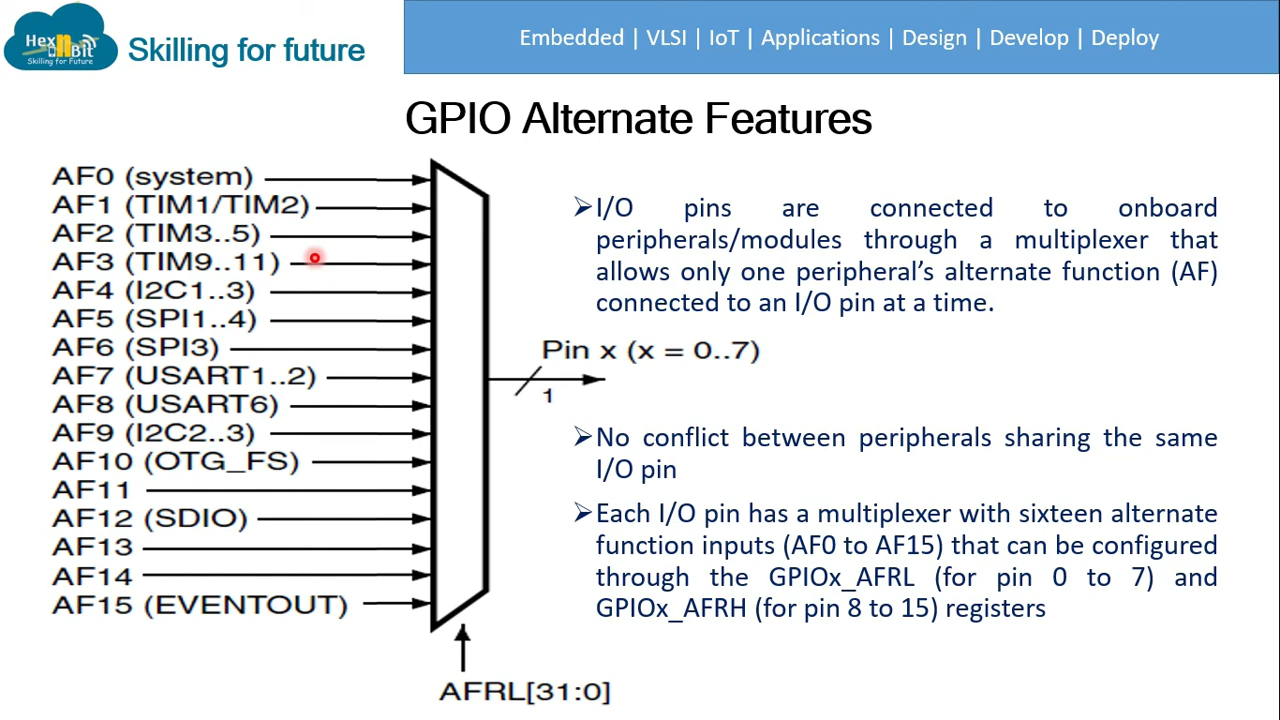 Hex
nBit
Skilling for Future
Skilling for future
Embedded | VLSI | IoT | Applications | Design | Develop | Deploy
GPIO Alternate Features
AF0 (system)
AF1 (TIM1/TIM2)
AF2 (TIM3..5)
AF3 (TIM9..11)
AF4 (I2C1..3)
AF5 (SPI1..4)
AF6 (SPI3)
AF7 (USART1..2)
AF8 (USART6)
AF9 (I2C2..3)
AF10 (OTG_FS)
AF11
AF12 (SDIO)
AF13
AF14
AF15 (EVENTOUT)
AFRL[31:0]
Pin x (x = 0..7)
1
➢I/O pins are connected to onboard
peripherals/modules through a multiplexer that
allows only one peripheral’s alternate function (AF)
connected to an I/O pin at a time.
➢No conflict between peripherals sharing the same
I/O pin
➢Each I/O pin has a multiplexer with sixteen alternate
function inputs (AF0 to AF15) that can be configured
through the GPIOx_AFRL (for pin 0 to 7) and
GPIOx_AFRH (for pin 8 to 15) registers